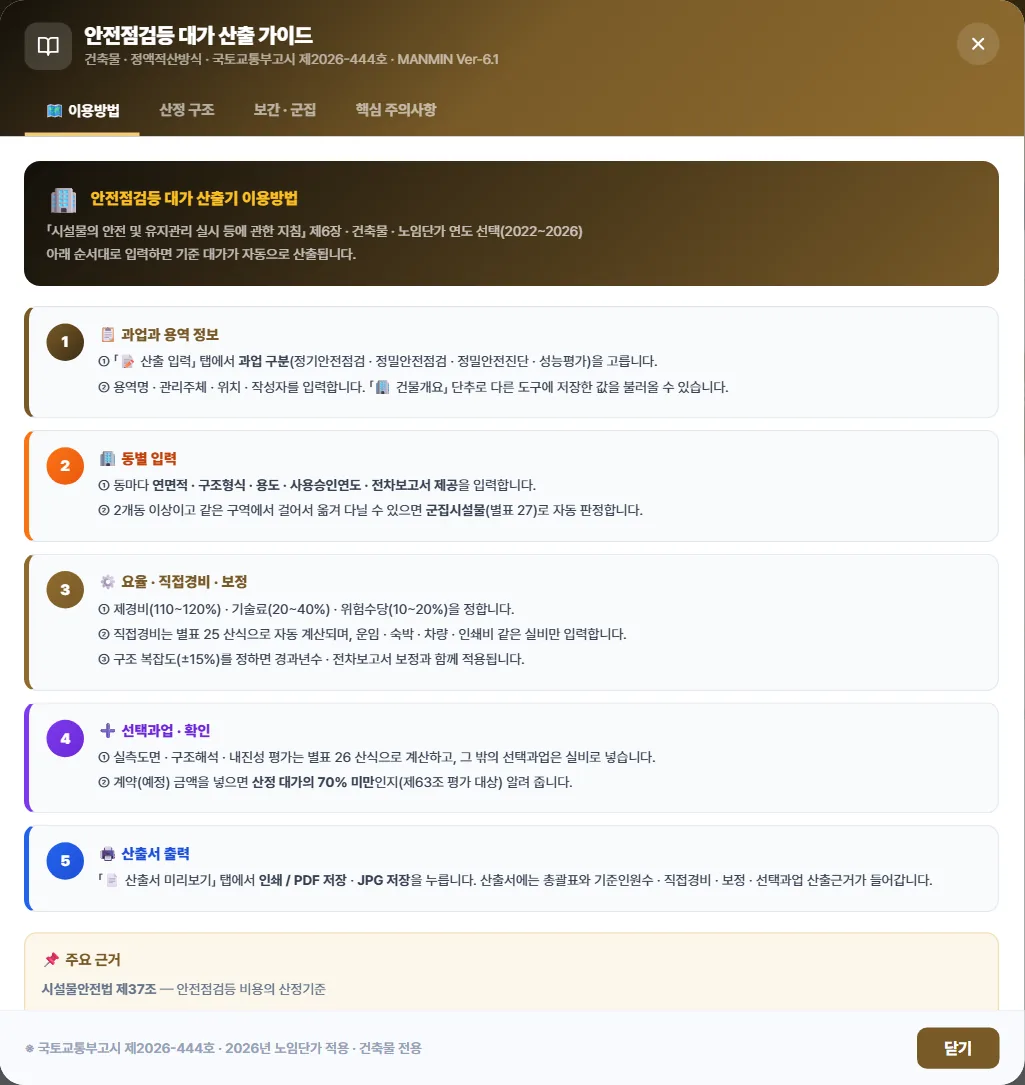 안전점검등 대가 산출 가이드
건축물 · 정액적산방식 · 국토교통부고시 제2026-444호 · MANMIN Ver-6.1
이용방법
산정 구조
보간 · 군집
핵심 주의사항
안전점검등 대가 산출기 이용방법
「시설물의 안전 및 유지관리 실시 등에 관한 지침」 제6장 · 건축물 · 노임단가 연도 선택(2022~2026)
아래 순서대로 입력하면 기준 대가가 자동으로 산출됩니다.
1
과업과 용역 정보
① 「📝 산출 입력」 탭에서 과업 구분(정기안전점검 · 정밀안전점검 · 정밀안전진단 · 성능평가)을 고릅니다.
② 용역명 · 관리주체 · 위치 · 작성자를 입력합니다. 「🏢 건물개요」 단추로 다른 도구에 저장한 값을 불러올 수 있습니다.
2
동별 입력
① 동마다 연면적 · 구조형식 · 용도 · 사용승인연도 · 전차보고서 제공을 입력합니다.
② 2개동 이상이고 같은 구역에서 걸어서 옮겨 다닐 수 있으면 군집시설물(별표 27)로 자동 판정합니다.
3
요율 · 직접경비 · 보정
① 제경비(110~120%) · 기술료(20~40%) · 위험수당(10~20%)을 정합니다.
② 직접경비는 별표 25 산식으로 자동 계산되며, 운임 · 숙박 · 차량 · 인쇄비 같은 실비만 입력합니다.
③ 구조 복잡도(±15%)를 정하면 경과년수 · 전차보고서 보정과 함께 적용됩니다.
4
선택과업 · 확인
① 실측도면 · 구조해석 · 내진성 평가는 별표 26 산식으로 계산하고, 그 밖의 선택과업은 실비로 넣습니다.
② 계약(예정) 금액을 넣으면 산정 대가의 70% 미만인지(제63조 평가 대상) 알려 줍니다.
5
산출서 출력
「📄 산출서 미리보기」 탭에서 인쇄 / PDF 저장 · JPG 저장을 누릅니다. 산출서에는 총괄표와 기준인원수 · 직접경비 · 보정 · 선택과업 산출근거가 들어갑니다.
주요 근거
시설물안전법 제37조 — 안전점검등 비용의 산정기준
※ 국토교통부고시 제2026-444호 · 2026년 노임단가 적용 · 건축물 전용
닫기